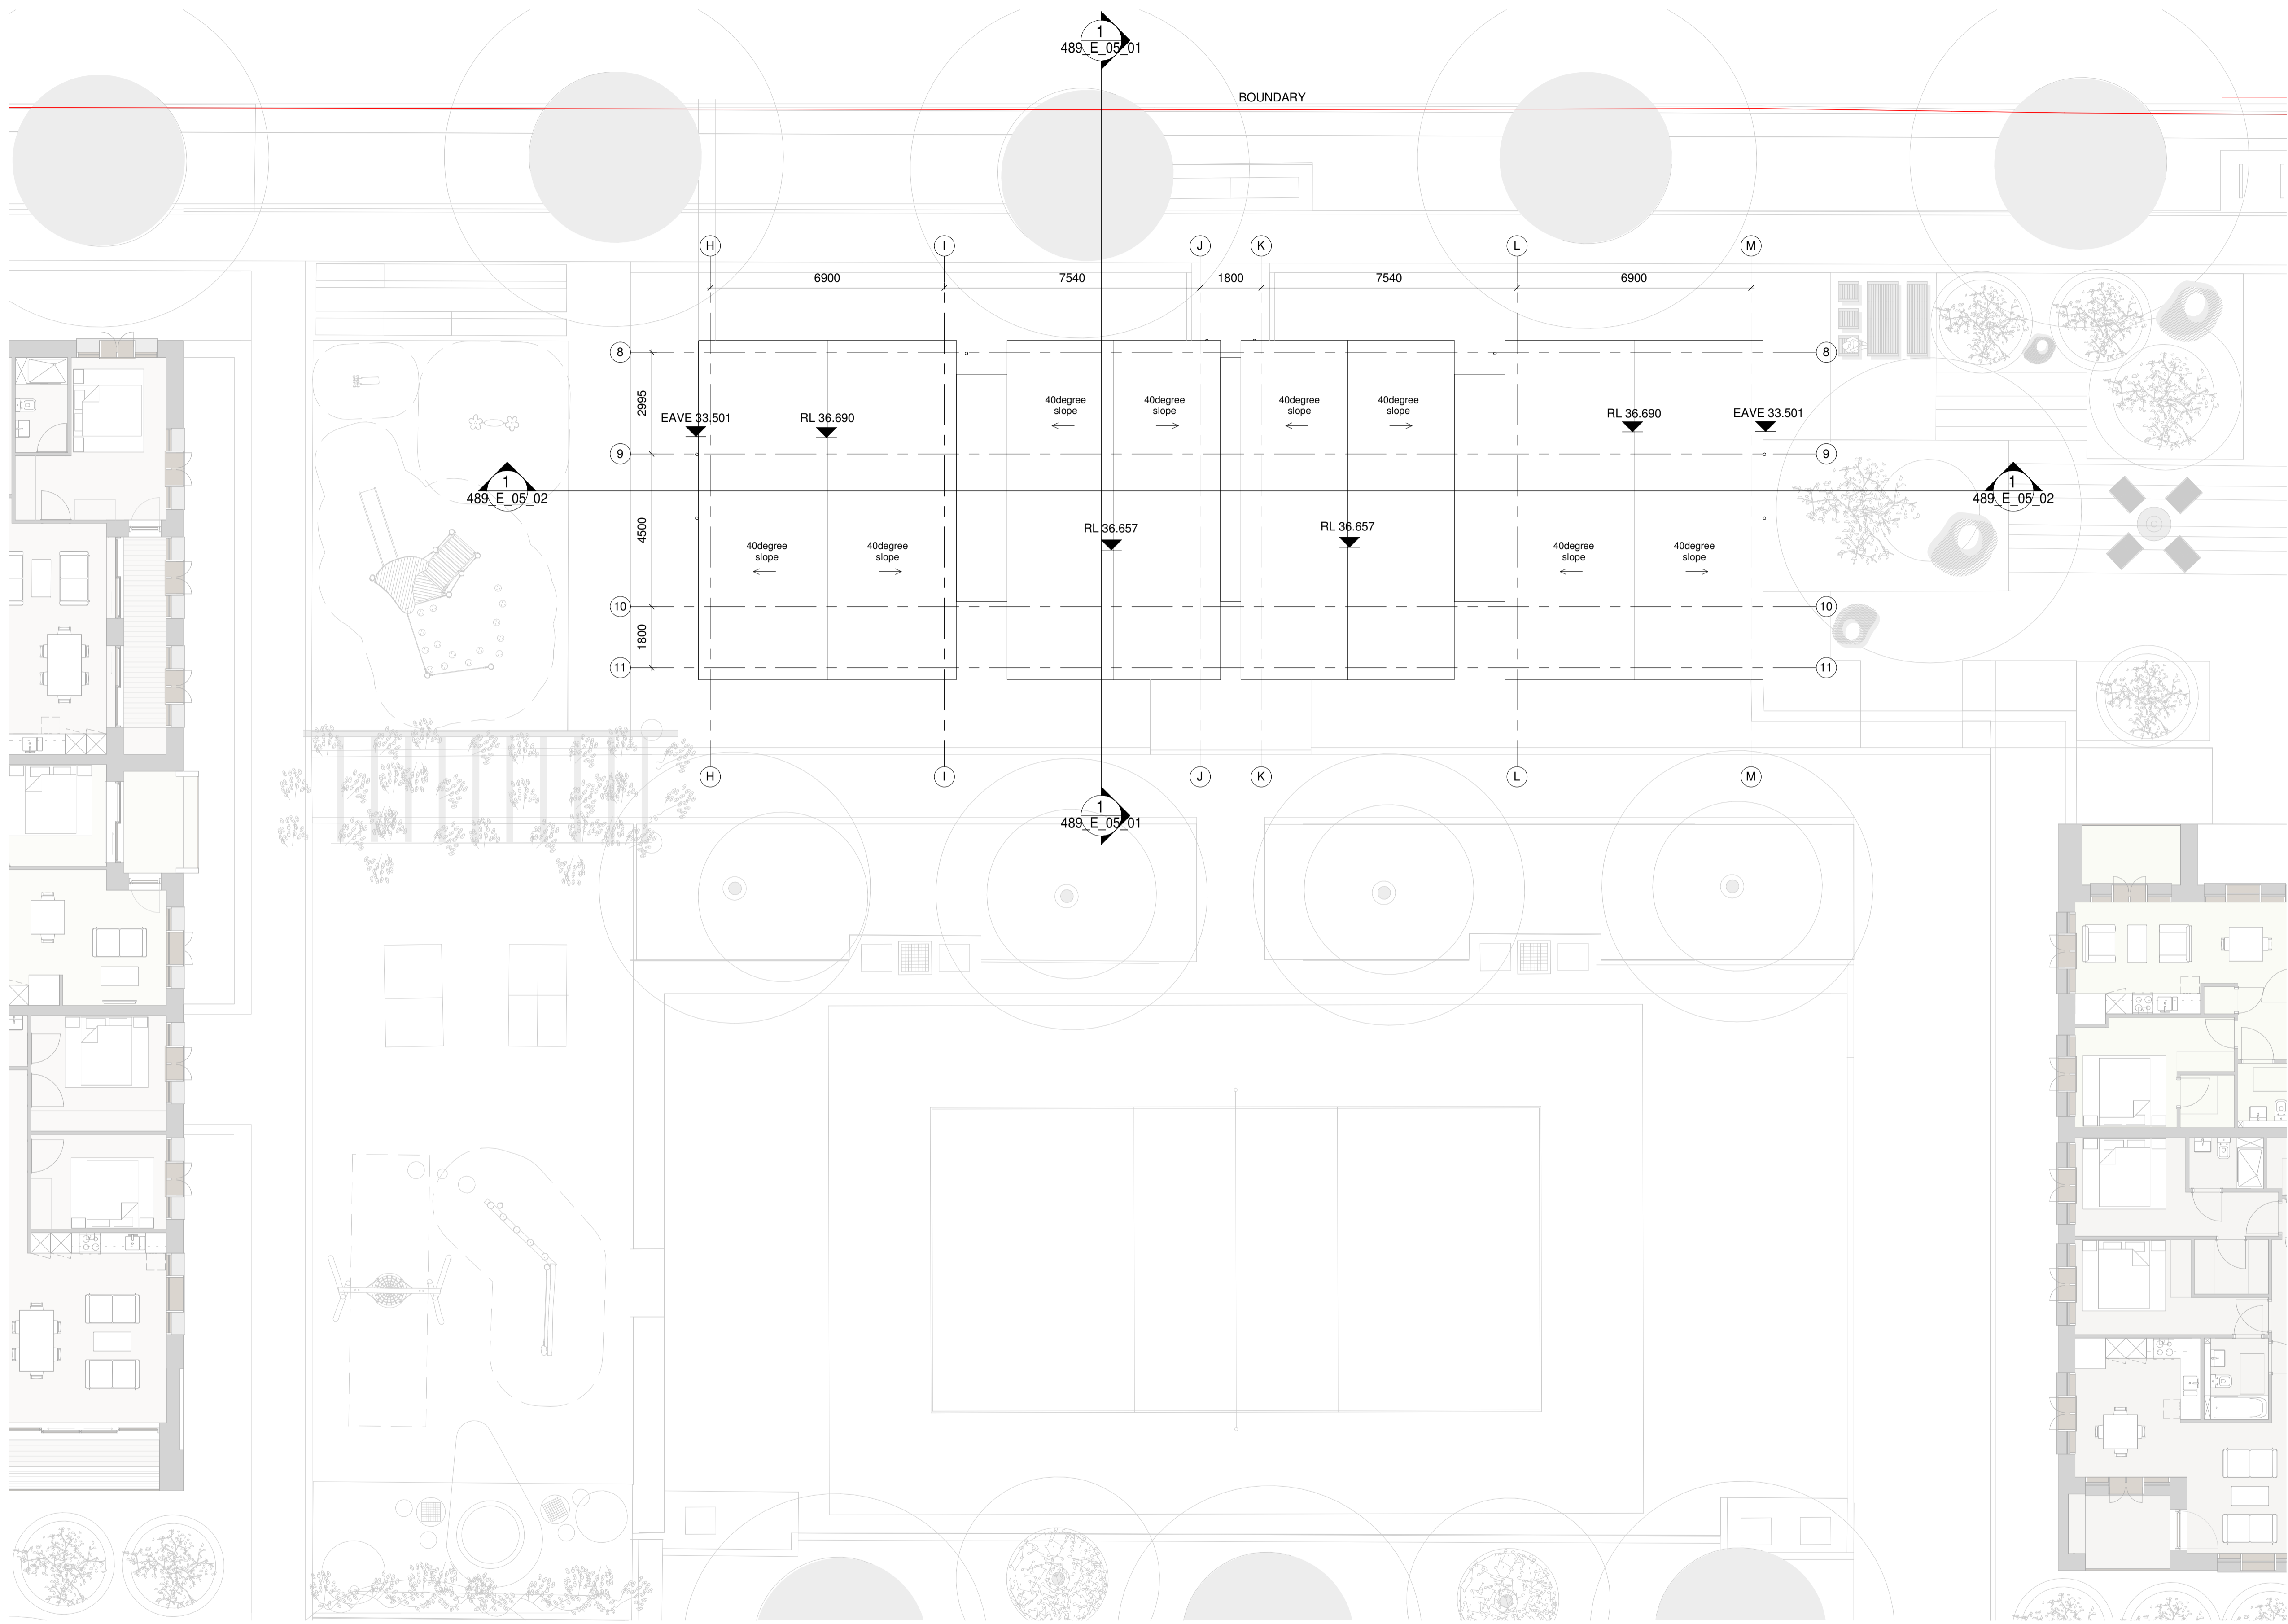 1
489_E_05_01
BOUNDARY
H I J K L M
6900 7540 1800 7540 6900
8 8
2995
40degree
slope
40degree
slope
40degree
slope
40degree
slope
EAVE 33.501
RL 36.690
RL 36.690
EAVE 33.501
9 9
1
489_E_05_02
1
489_E_05_02
4500
RL 36.657
RL 36.657
40degree
slope
40degree
slope
40degree
slope
40degree
slope
10 10
1800
11 11
H I J K L M
1
489_E_05_01